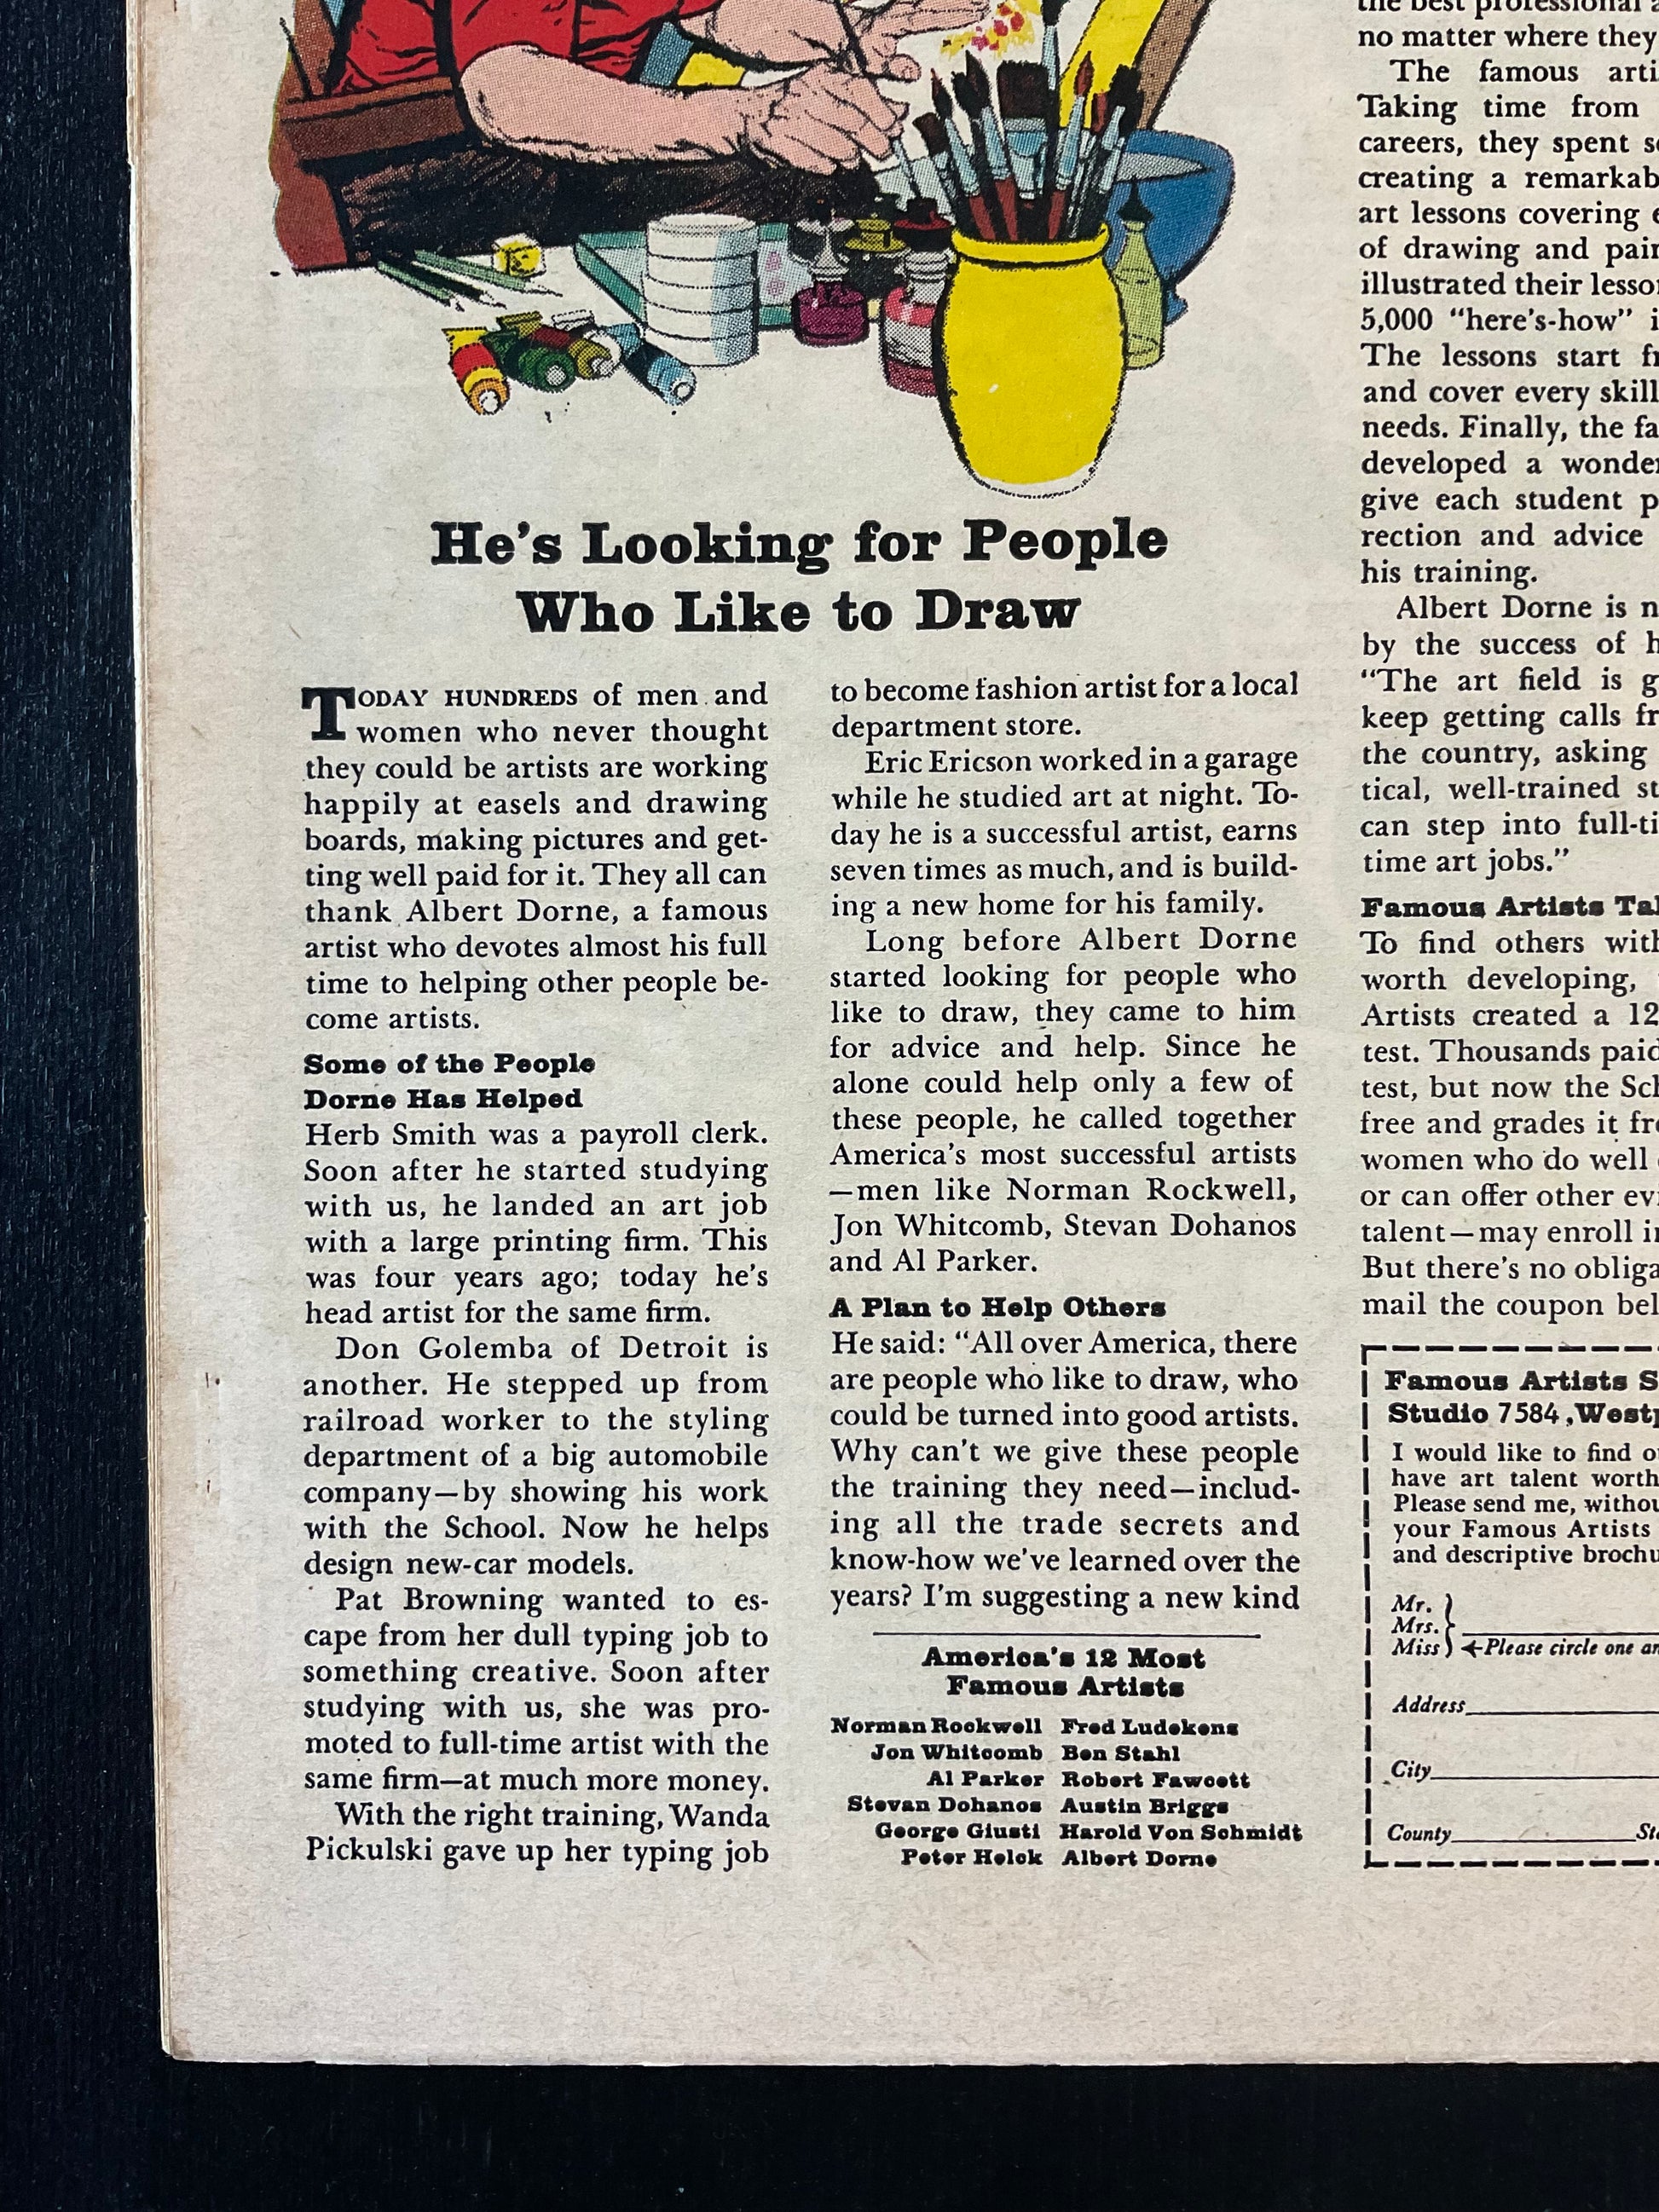 He's Looking for People
Who Like to Draw
TODAY HUNDREDS of men and
women who never thought
they could be artists are working
happily at easels and drawing
boards, making pictures and get-
ting well paid for it. They all can
thank Albert Dorne, a famous
artist who devotes almost his full
time to helping other people be-
come artists.
Some of the People
Dorne Has Helped
Herb Smith was a payroll clerk.
Soon after he started studying
with us, he landed an art job
with a large printing firm. This
was four years ago; today he's
head artist for the same firm.
Don Golemba of Detroit is
another. He stepped up from
railroad worker to the styling
department of a big automobile
company—by showing his work
with the School. Now he helps
design new-car models.
Pat Browning wanted to es-
cape from her dull typing job to
something creative. Soon after
studying with us, she was pro-
moted to full-time artist with the
same firm—at much more money.
With the right training, Wanda
Pickulski gave up her typing job
to become fashion artist for a local
department store.
Eric Ericson worked in a garage
while he studied art at night. To-
day he is a successful artist, earns
seven times as much, and is build-
ing a new home for his family.
Long before Albert Dorne
started looking for people who
like to draw, they came to him
for advice and help. Since he
alone could help only a few of
these people, he called together
America's most successful artists
—men like Norman Rockwell,
Jon Whitcomb, Stevan Dohanos
and Al Parker.
A Plan to Help Others
He said: "All over America, there
are people who like to draw, who
could be turned into good artists.
Why can't we give these people
the training they need—includ-
ing all the trade secrets and
know-how we've learned over the
years? I'm suggesting a new kind
America's 12 Most
Famous Artists
Norman Rockwell Fred Ludekens
Jon Whitcomb Ben Stahl
Al Parker Robert Fawcett
Stevan Dohanos Austin Briggs
George Giusti Harold Von Schmidt
Peter Helck Albert Dorne
the best professional
no matter where they
The famous
Taking time from
careers, they spent
creating a
art lessons covering
of drawing and
illustrated their
5,000 "here's-how"
The lessons start
and cover every skill
needs. Finally, the
developed a
give each student
rection and advice
his training.
Albert Dorne is
by the success of
"The art field is
keep getting calls
the country, asking
tical, well-trained
can step into
time art jobs."
Famous Artists
To find others
worth developing,
Artists created a 12
test. Thousands paid
test, but now the
free and grades it
women who do well
or can offer other
talent—may enroll
But there's no
mail the coupon
Famous Artists
Studio 7584,
I would like to find
have art talent worth
Please send me,
your Famous Artists
and descriptive
Mr.
Mrs.
Miss ←Please circle one
Address
City
County